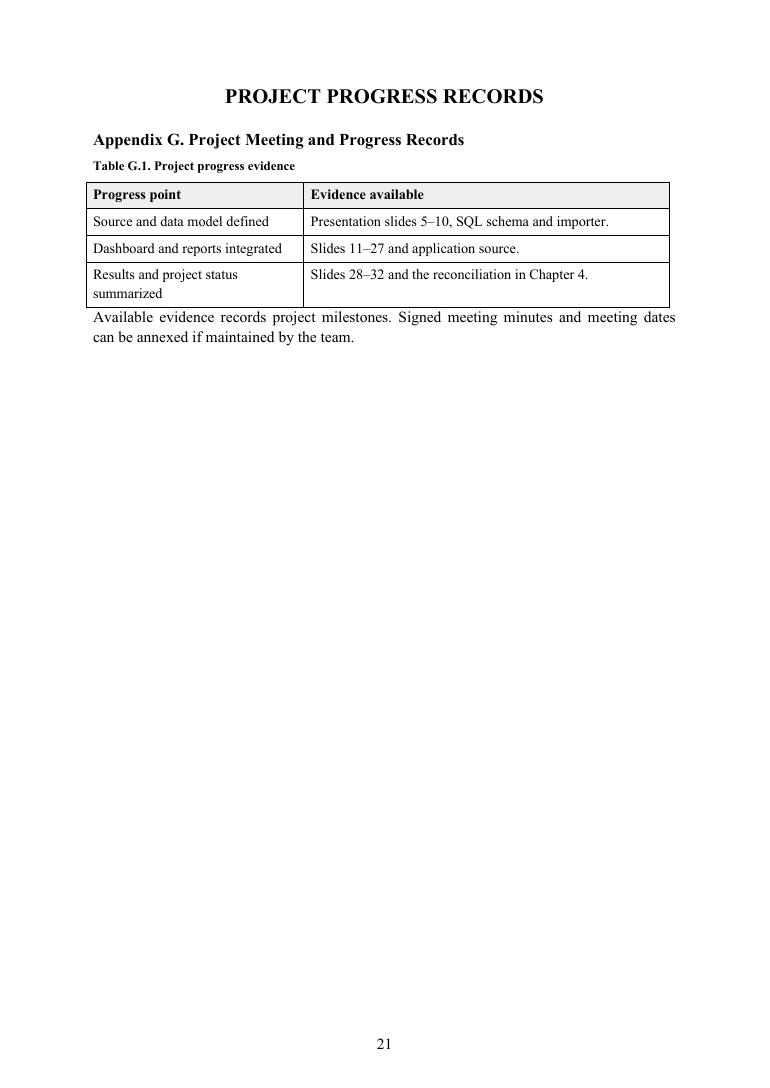 PROJECT PROGRESS RECORDS
Appendix G. Project Meeting and Progress Records
Table G.1. Project progress evidence
Progress point Evidence available
Source and data model defined Presentation slides 5–10, SQL schema and importer.
Dashboard and reports integrated Slides 11–27 and application source.
Results and project status Slides 28–32 and the reconciliation in Chapter 4.
summarized
Available evidence records project milestones. Signed meeting minutes and meeting dates
can be annexed if maintained by the team.
21